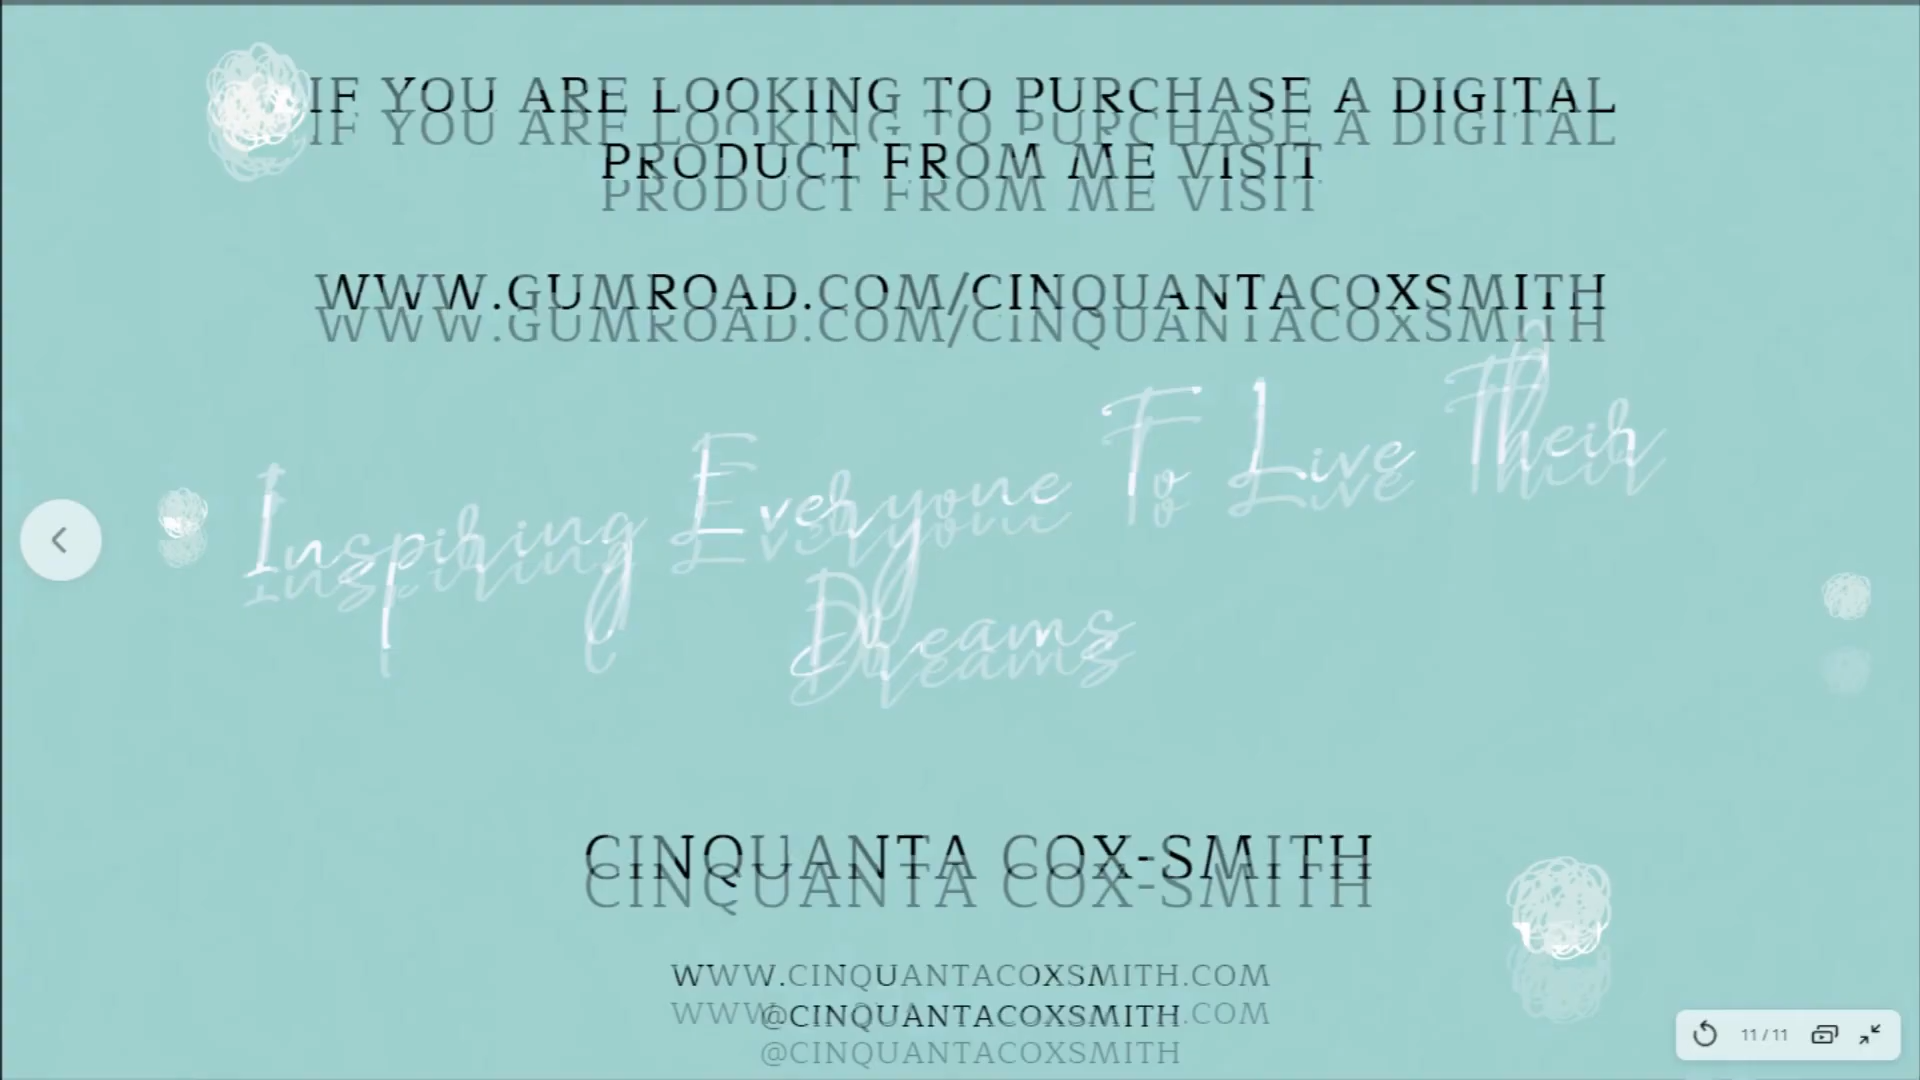 IF YOU ARE LOOKING TO PURCHASE A DIGITAL
PRODUCT FROM ME VISIT
WWW.GUMROAD.COM/CINQUANTACOXSMITH
Inspiring Everyone To Live Their
Dreams
CINQUANTA COX-SMITH
WWW.CINQUANTACOXSMITH.COM
@CINQUANTACOXSMITH
11/11